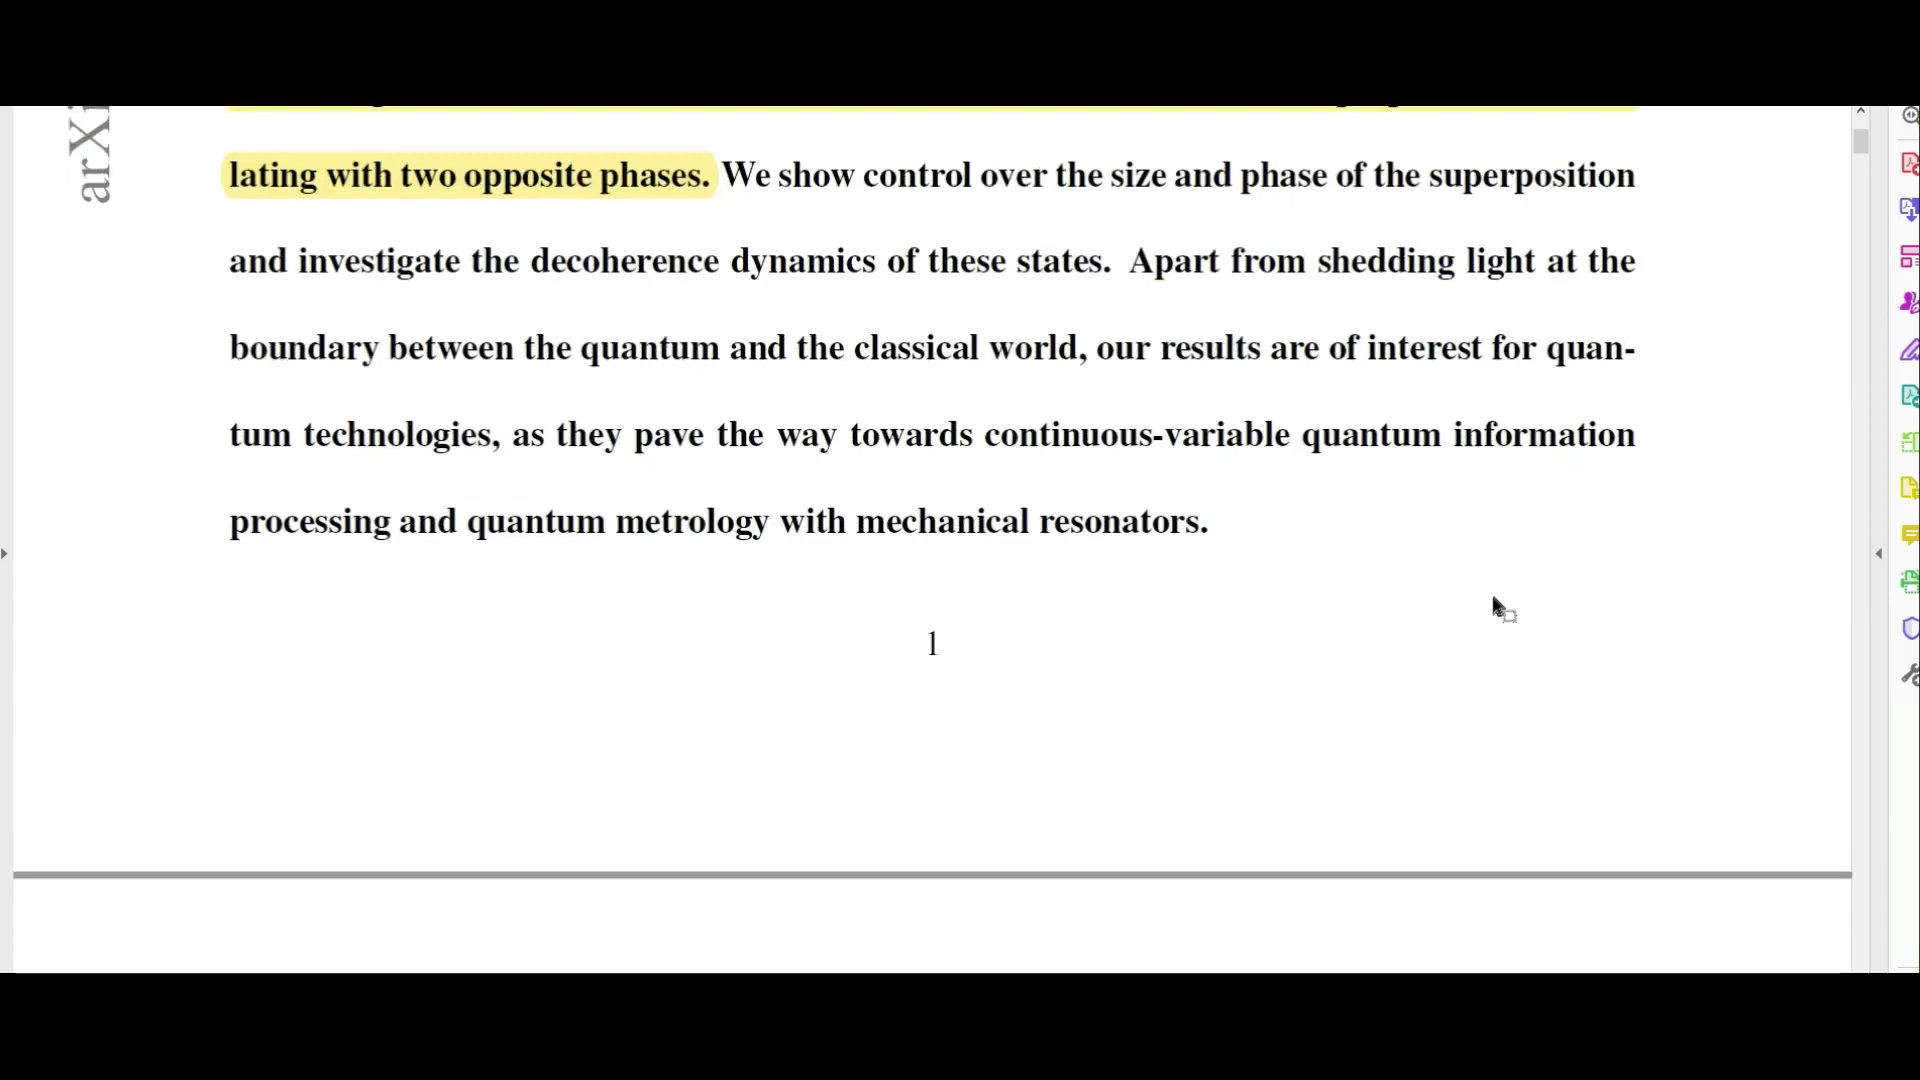 arXi
lating with two opposite phases. We show control over the size and phase of the superposition
and investigate the decoherence dynamics of these states. Apart from shedding light at the
boundary between the quantum and the classical world, our results are of interest for quan-
tum technologies, as they pave the way towards continuous-variable quantum information
processing and quantum metrology with mechanical resonators.
1